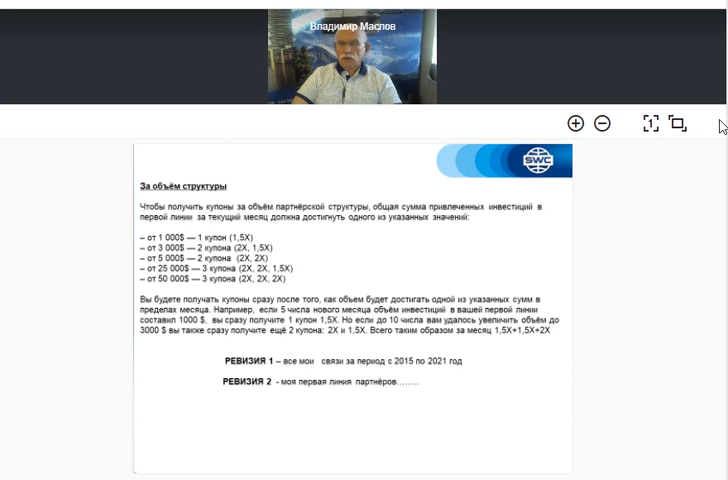 Владимир Маслов
SWC
За объём структуры
Чтобы получить купоны за объём партнёрской структуры, общая сумма привлеченных инвестиций в
первой линии за текущий месяц должна достигнуть одного из указанных значений:
– от 1 000$ — 1 купон (1,5X)
– от 3 000$ — 2 купона (2X, 1,5X)
– от 5 000$ — 2 купона (2X, 2X)
– от 25 000$ — 3 купона (2X, 2X, 1,5X)
– от 50 000$ — 3 купона (2X, 2X, 2X)
Вы будете получать купоны сразу после того, как объем будет достигать одной из указанных сумм в
пределах месяца. Например, если 5 числа нового месяца объём инвестиций в вашей первой линии
составил 1000 $, вы сразу получите 1 купон 1,5X. Но если до 10 числа вам удалось увеличить объём до
3000 $ вы также сразу получите ещё 2 купона: 2X и 1,5X. Всего таким образом за месяц 1,5X+1,5X+2X
РЕВИЗИЯ 1 – все мои связи за период с 2015 по 2021 год
РЕВИЗИЯ 2 - моя первая линия партнёров........